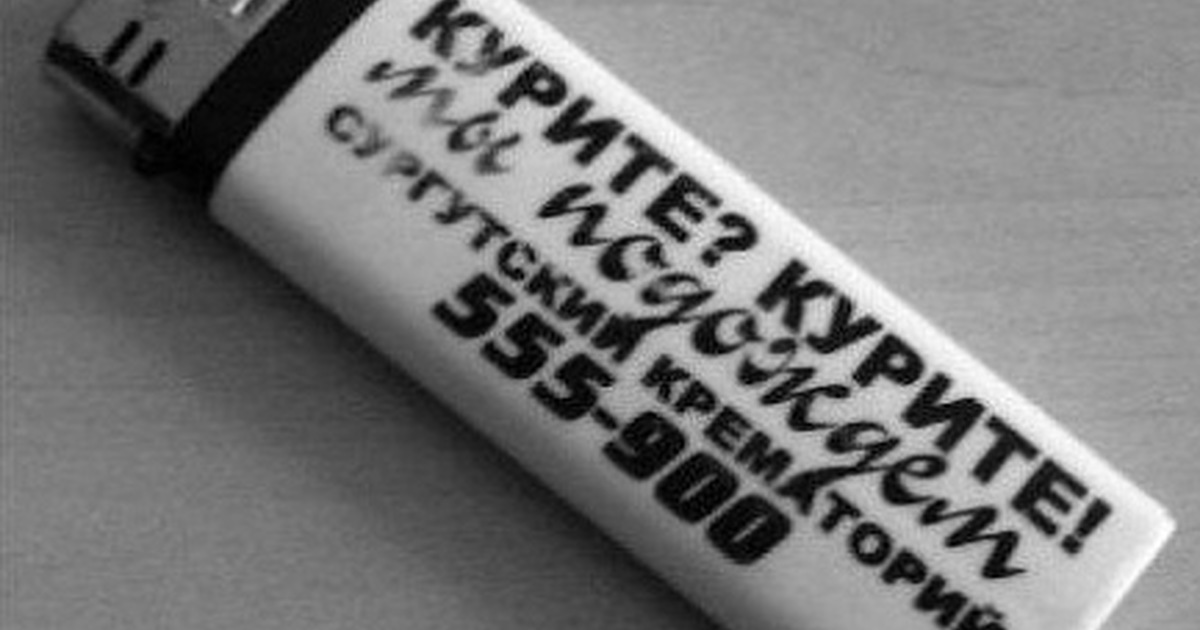 КУРИТЕ? КУРИТЕ!
мы подождем
СУРГУТСКИЙ КРЕМАТОРИЙ
555-900